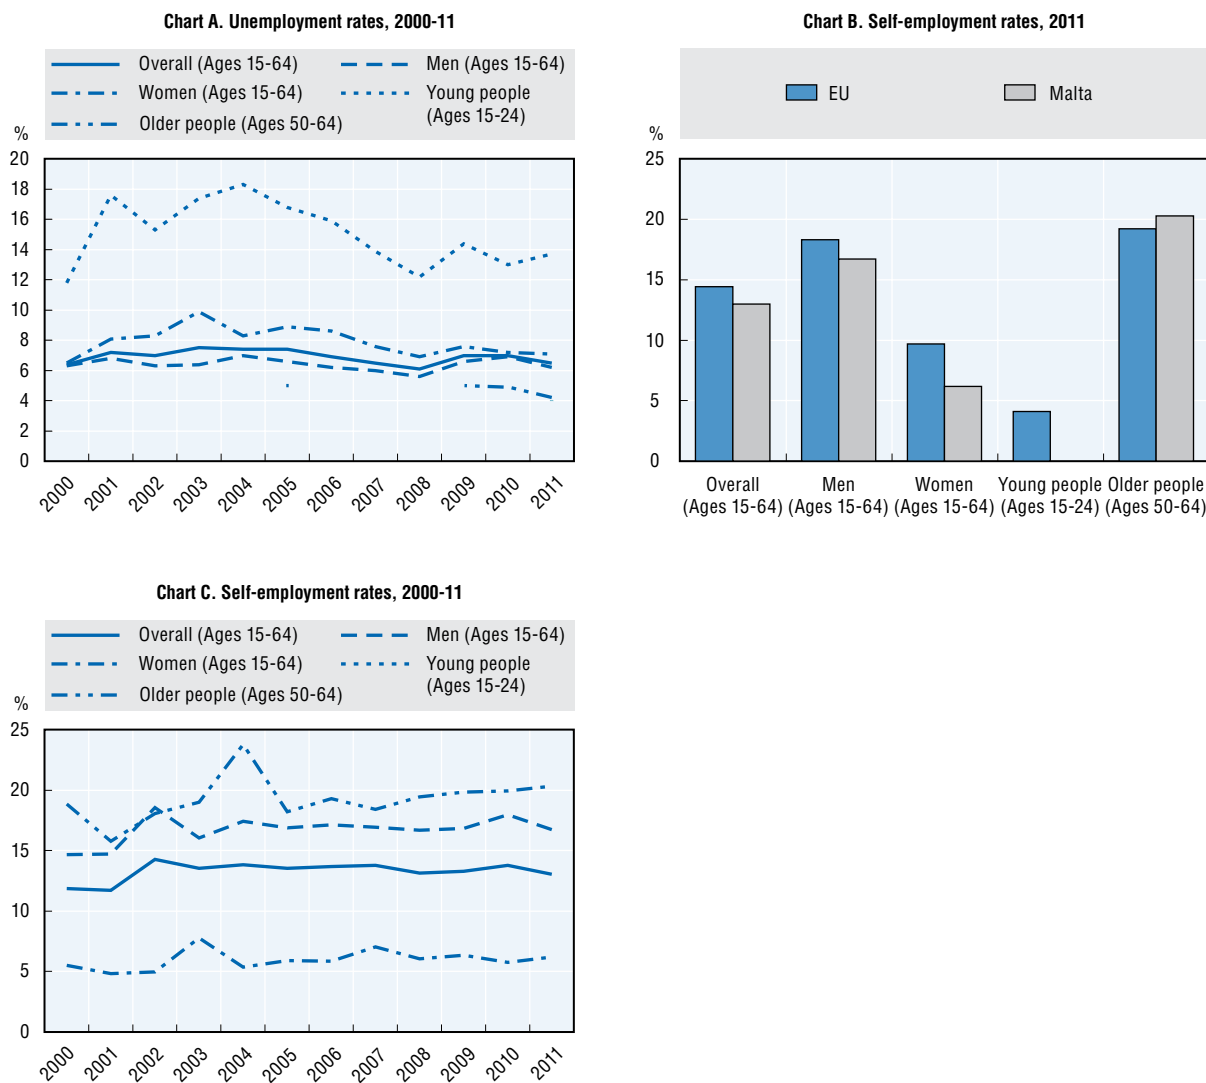 Chart A. Unemployment rates, 2000-11
Overall (Ages 15-64)
Men (Ages 15-64)
Women (Ages 15-64)
Young people
(Ages 15-24)
Older people (Ages 50-64)
%
20
18
16
14
12
10
8
6
4
2
0
2000
2001
2002
2003
2004
2005
2006
2007
2008
2009
2010
2011
Chart B. Self-employment rates, 2011
EU
Malta
%
25
20
15
10
5
0
Overall
(Ages 15-64)
Men
(Ages 15-64)
Women
(Ages 15-64)
Young people
(Ages 15-24)
Older people
(Ages 50-64)
Chart C. Self-employment rates, 2000-11
Overall (Ages 15-64)
Men (Ages 15-64)
Women (Ages 15-64)
Young people
(Ages 15-24)
Older people (Ages 50-64)
%
25
20
15
10
5
0
2000
2001
2002
2003
2004
2005
2006
2007
2008
2009
2010
2011